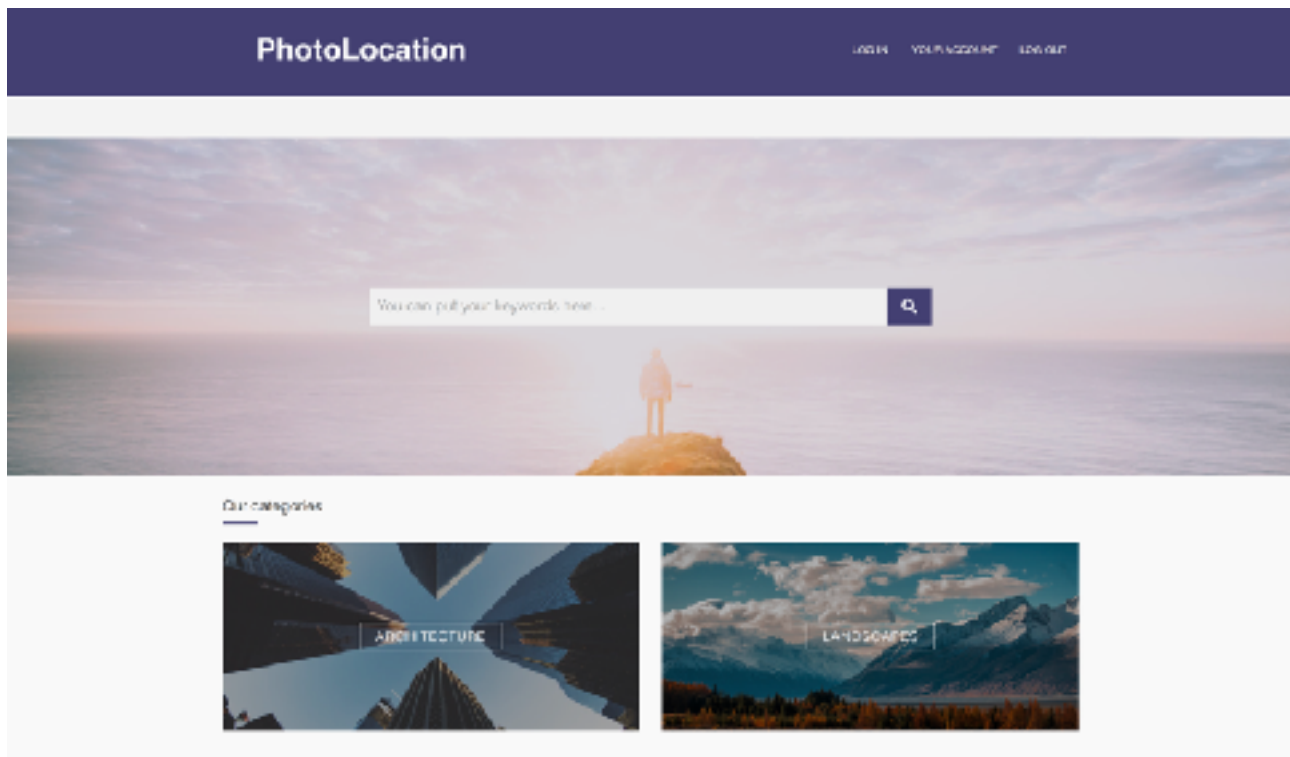 PhotoLocation
LOG IN YOUR ACCOUNT LOG OUT
You can put your keywords here...
Our categories
ARCHITECTURE
LANDSCAPES